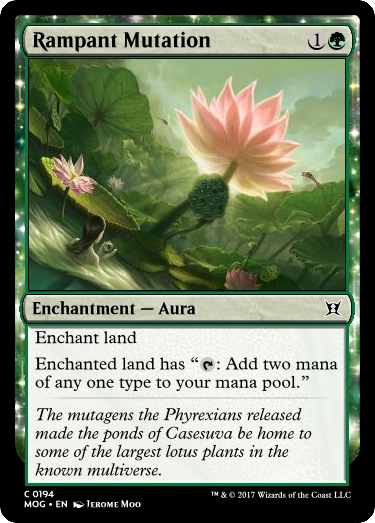 Rampant Mutation 1
Enchantment — Aura
Enchant land
Enchanted land has “: Add two mana
of any one type to your mana pool.”
The mutagens the Phyrexians released
made the ponds of Casesuva be home to
some of the largest lotus plants in the
known multiverse.
C 0194
MOG • EN Jerome Moo
™ & © 2017 Wizards of the Coast LLC